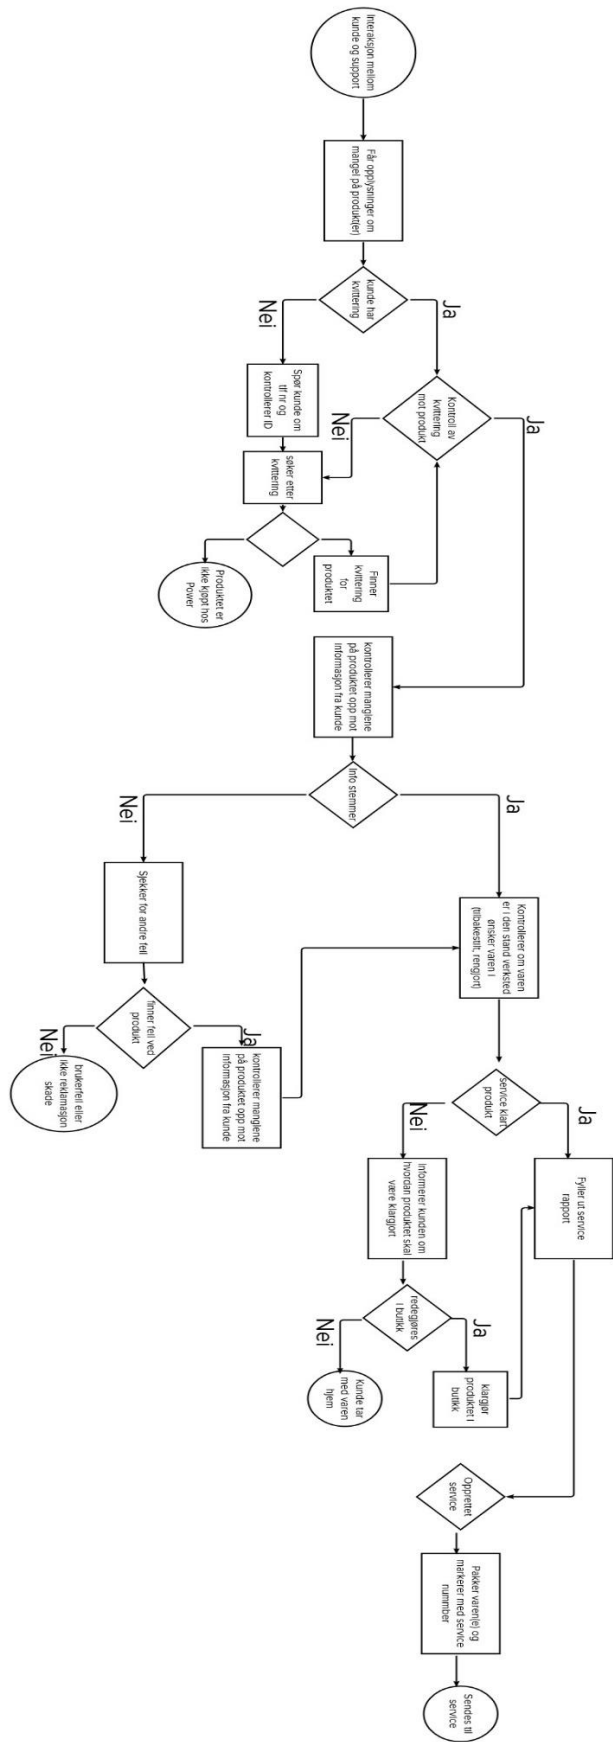 Interaksjon mellom
kunde og support
Får opplysninger om
mangel på produkt(er)
kunde har
kvittering
Ja
Nei
Spør kunde om
tlf nr og
kontrollerer ID
Kontroll av
kvittering
mot produkt
Ja
Nei
søker etter
kvittering
Finner
kvittering
for
produktet
Produktet er
ikke kjøpt hos
Power
kontrollerer manglene
på produktet opp mot
informasjon fra kunde
Info stemmer
Ja
Nei
Sjekker for andre feil
finner feil ved
produkt
Ja
Nei
kontrollerer manglene
på produktet opp mot
informasjon fra kunde
brukerfeil eller
ikke reklamasjon
skade
Kontrollerer om varen
er i den stand verksted
ønsker varen i
(tilbakestilt, rengjort)
Service klart
produkt
Ja
Nei
Fyller ut service
rapport
Informerer kunden om
hvordan produktet skal
være klargjort
redegjøres
i butikk
Ja
Nei
klargjør
produktet i
butikk
Kunde tar
med varen
hjem
Opprettet
service
Pakker varen(e) og
markerer med service
nummber
Sendes til
service